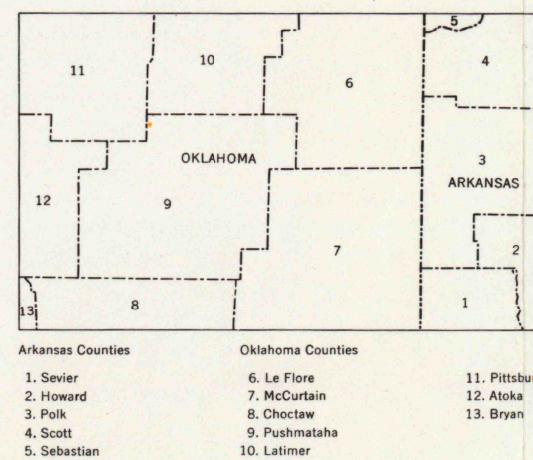 5
11
10
4
6
OKLAHOMA
3
ARKANSAS
12
9
7
2
13
8
1
Arkansas Counties
Oklahoma Counties
1. Sevier 6. Le Flore 11. Pittsbur
2. Howard 7. McCurtain 12. Atoka
3. Polk 8. Choctaw 13. Bryan
4. Scott 9. Pushmataha
5. Sebastian 10. Latimer